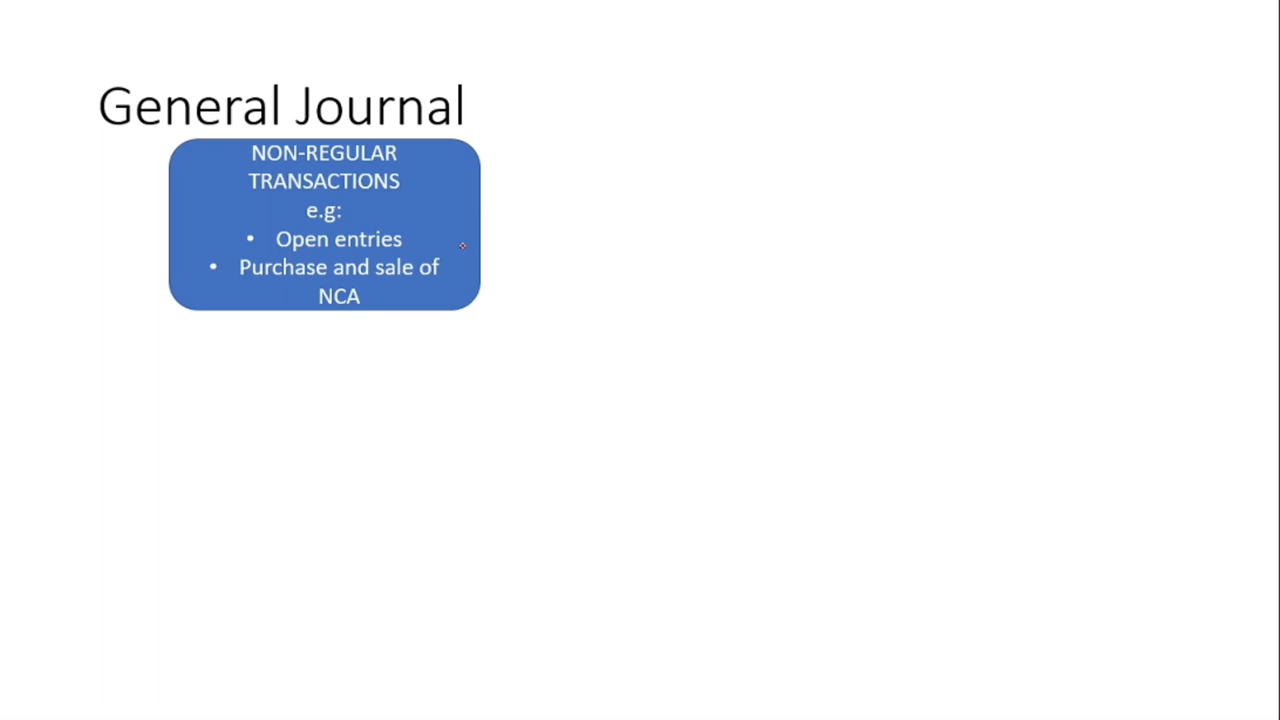 General Journal
NON-REGULAR
TRANSACTIONS
e.g:
• Open entries
• Purchase and sale of
NCA